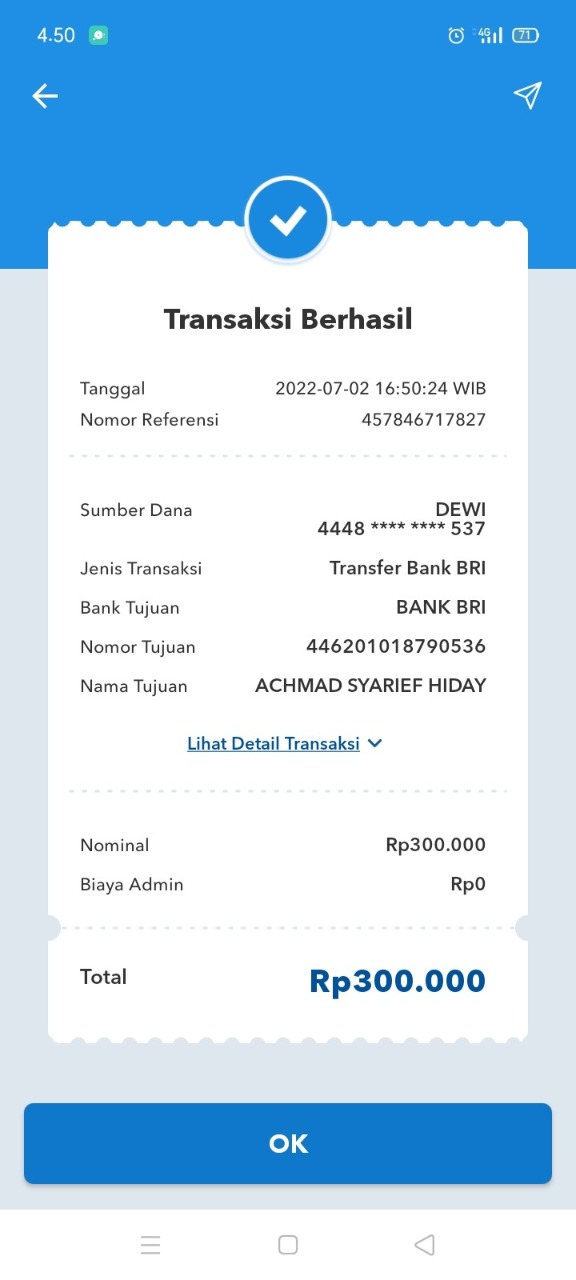 4.50
4G
71
Transaksi Berhasil
Tanggal 2022-07-02 16:50:24 WIB
Nomor Referensi 457846717827
Sumber Dana DEWI
4448 **** **** 537
Jenis Transaksi Transfer Bank BRI
Bank Tujuan BANK BRI
Nomor Tujuan 446201018790536
Nama Tujuan ACHMAD SYARIEF HIDAY
Lihat Detail Transaksi
Nominal Rp300.000
Biaya Admin Rp0
Total Rp300.000
OK